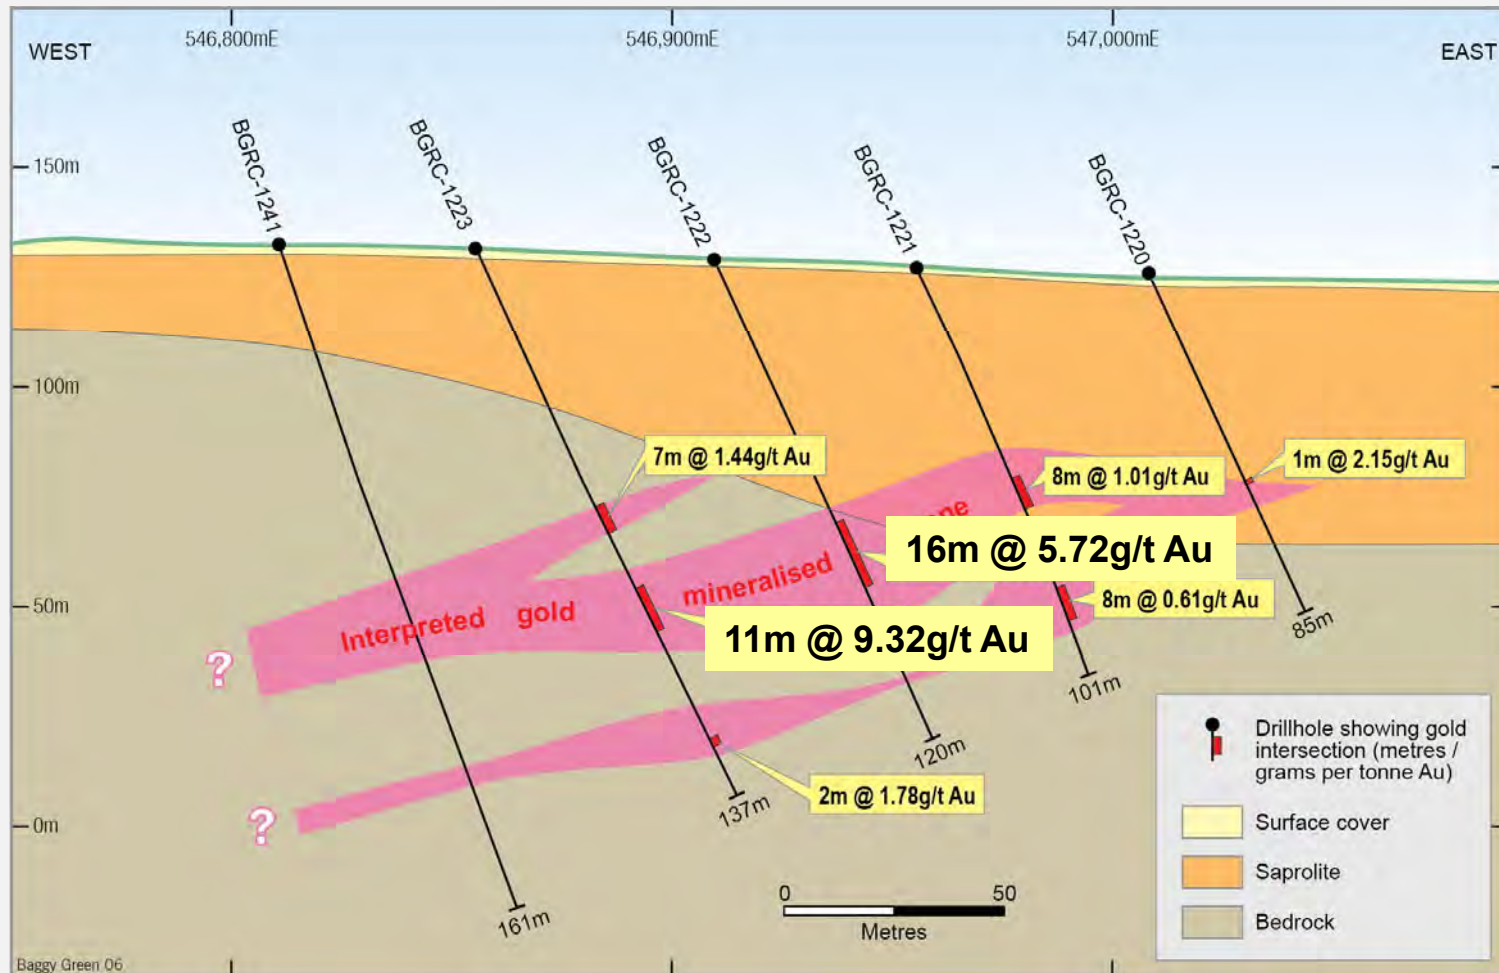 546,800mE
546,900mE
547,000mE
WEST
EAST
150m
100m
50m
0m
BGRC-1241
BGRC-1223
BGRC-1222
BGRC-1221
BGRC-1220
7m @ 1.44g/t Au
8m @ 1.01g/t Au
1m @ 2.15g/t Au
16m @ 5.72g/t Au
8m @ 0.61g/t Au
11m @ 9.32g/t Au
2m @ 1.78g/t Au
Interpreted gold mineralised
?
?
85m
101m
120m
137m
161m
0 50
Metres
Drillhole showing gold
intersection (metres /
grams per tonne Au)
Surface cover
Saprolite
Bedrock
Baggy Green 06